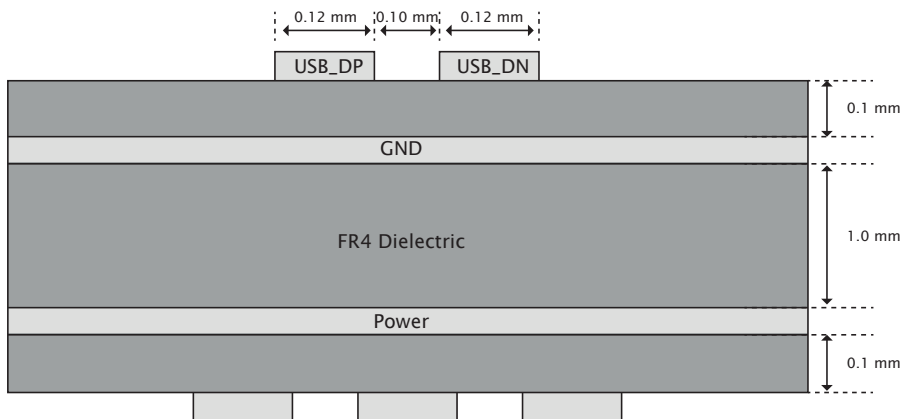 0.12 mm 0.10 mm 0.12 mm
USB_DP USB_DN
0.1 mm
GND
FR4 Dielectric
1.0 mm
Power
0.1 mm